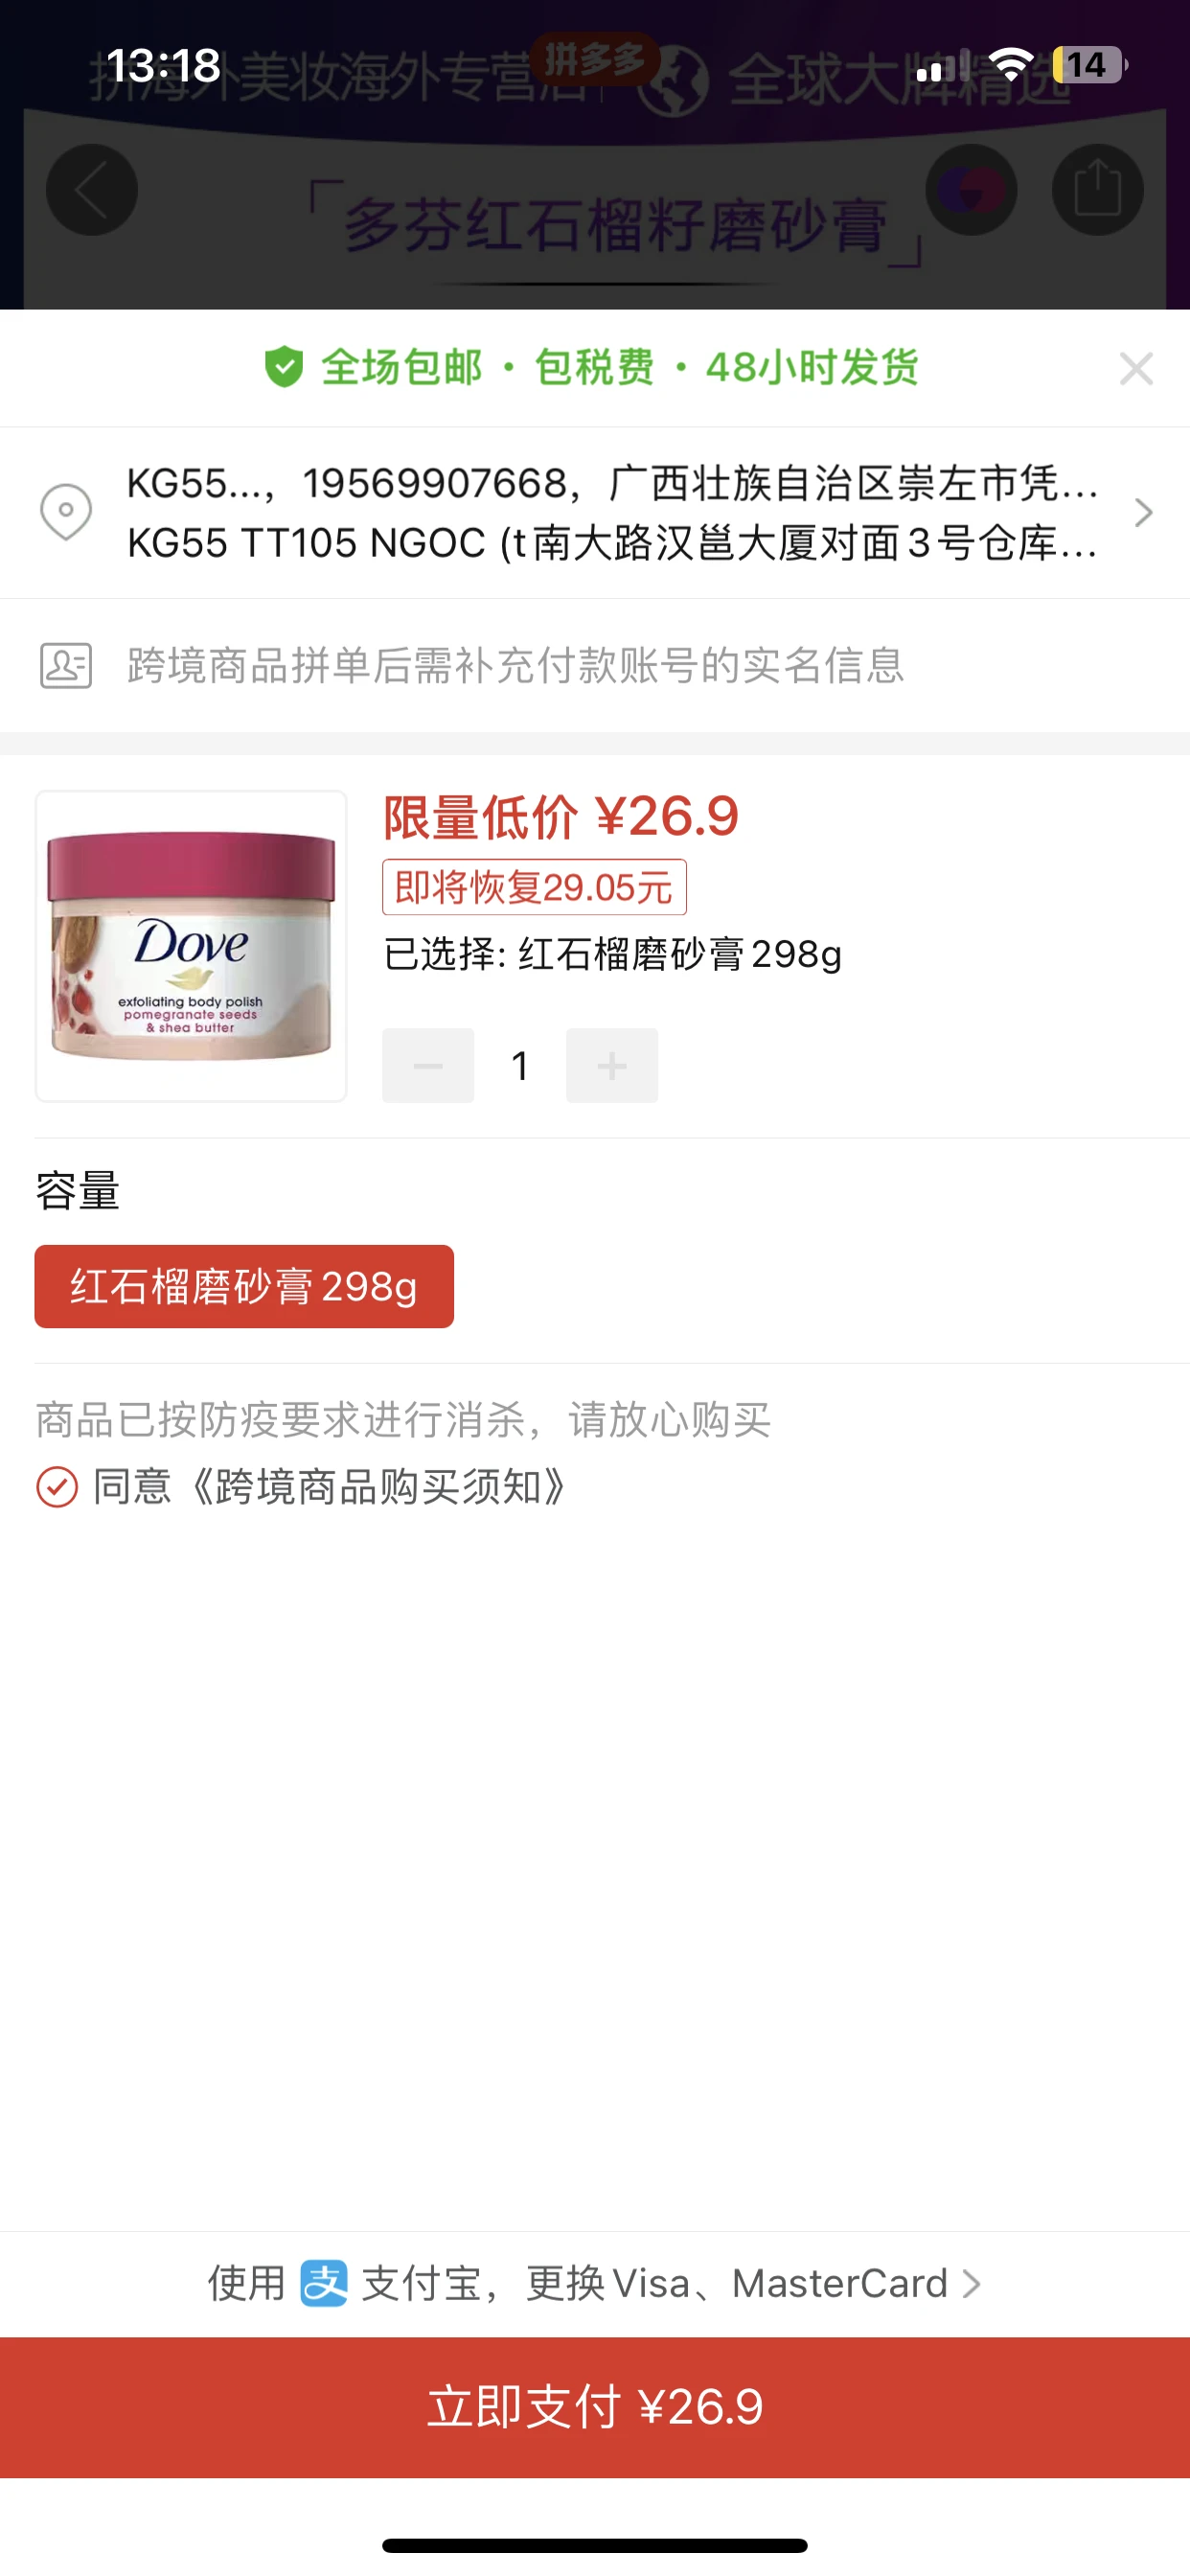 13:18
拼多多
14
拼海外美妆海外专营店
全球大牌精选
「多芬红石榴籽磨砂膏」
全场包邮・包税费・48小时发货
KG55...，19569907668，广西壮族自治区崇左市凭...
KG55 TT105 NGOC (t南大路汉邕大厦对面3号仓库...
跨境商品拼单后需补充付款账号的实名信息
限量低价 ¥26.9
即将恢复29.05元
已选择: 红石榴磨砂膏298g
Dove
exfoliating body polish
pomegranate seeds
& shea butter
1
容量
红石榴磨砂膏298g
商品已按防疫要求进行消杀，请放心购买
同意《跨境商品购买须知》
使用 支 支付宝，更换Visa、MasterCard
立即支付 ¥26.9